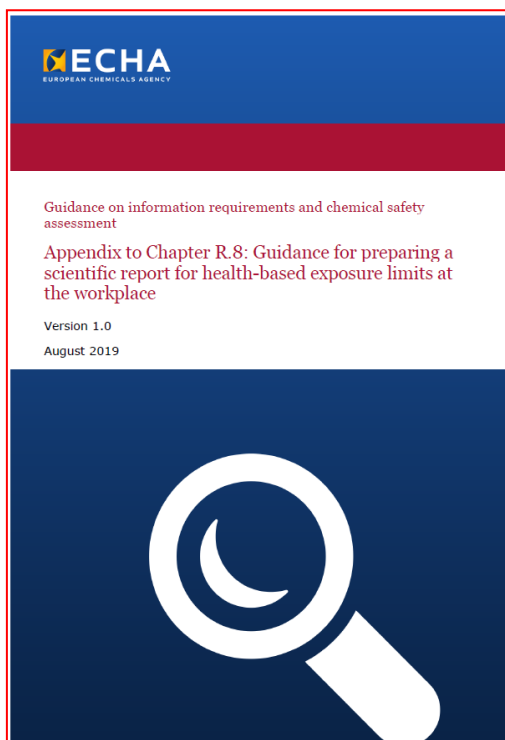 ECHA
EUROPEAN CHEMICALS AGENCY
Guidance on information requirements and chemical safety
assessment
Appendix to Chapter R.8: Guidance for preparing a
scientific report for health-based exposure limits at
the workplace
Version 1.0
August 2019